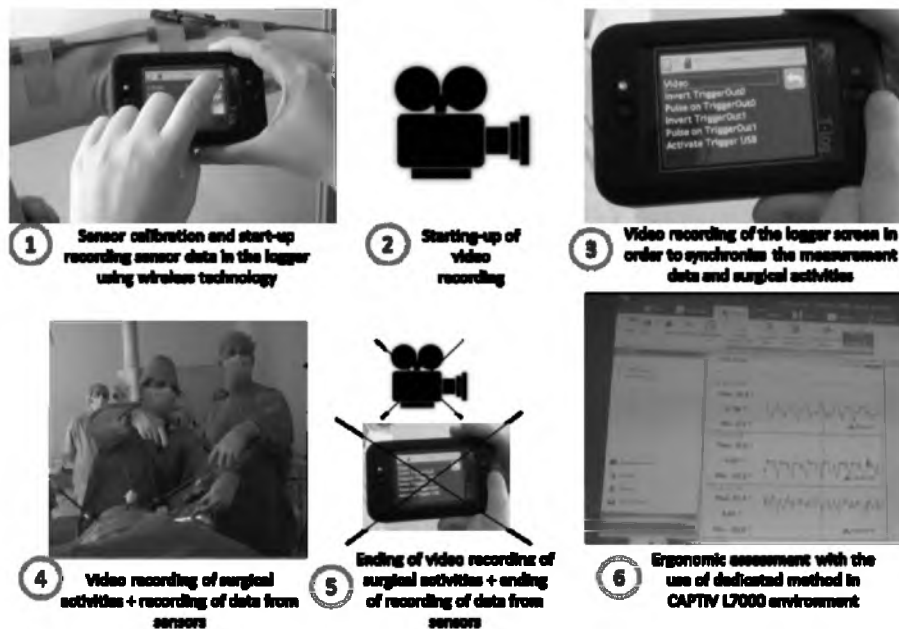 1
Sensor calibration and start-up
recording sensor data in the logger
using wireless technology
2
Starting-up of
video
recording
Video
Invert TriggerOut0
Pulse on TriggerOut0
Invert TriggerOut1
Pulse on TriggerOut1
Activate Trigger USB
3
Video recording of the logger screen in
order to synchronize the measurement
data and surgical activities
4
Video recording of surgical
activities + recording of data from
sensors
5
Ending of video recording of
surgical activities + ending
of recording of data from
sensors
6
Ergonomic assessment with the
use of dedicated method in
CAPTIV L7000 environment